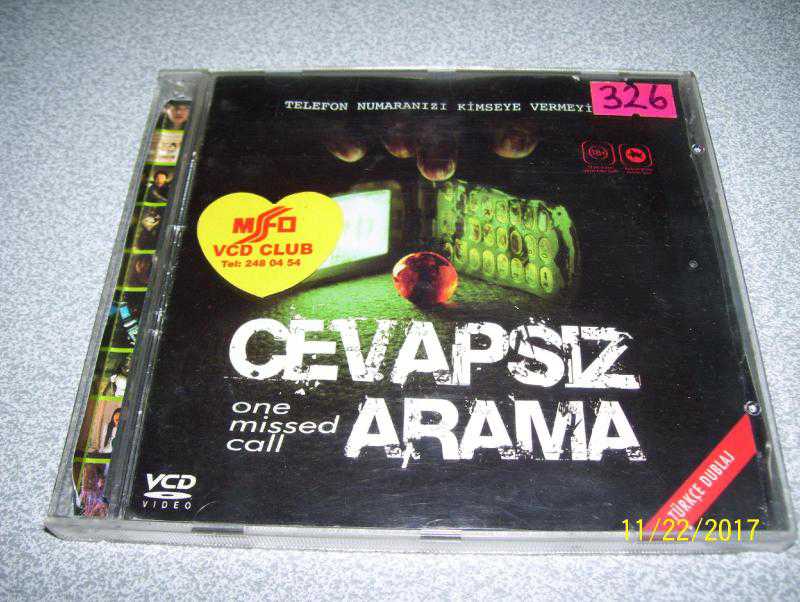 TELEFON NUMARANIZI KİMSEYE VERMEYİ
326
18+
MSFO
VCD CLUB
Tel: 248 04 54
CEVAPSIZ
ARAMA
one
missed
call
VCD
VIDEO
TÜRKÇE DUBLAJ
11/22/2017